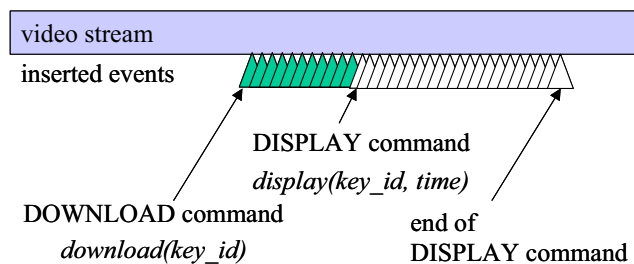 video stream
inserted events
DISPLAY command
display(key_id, time)
DOWNLOAD command
download(key_id)
end of
DISPLAY command